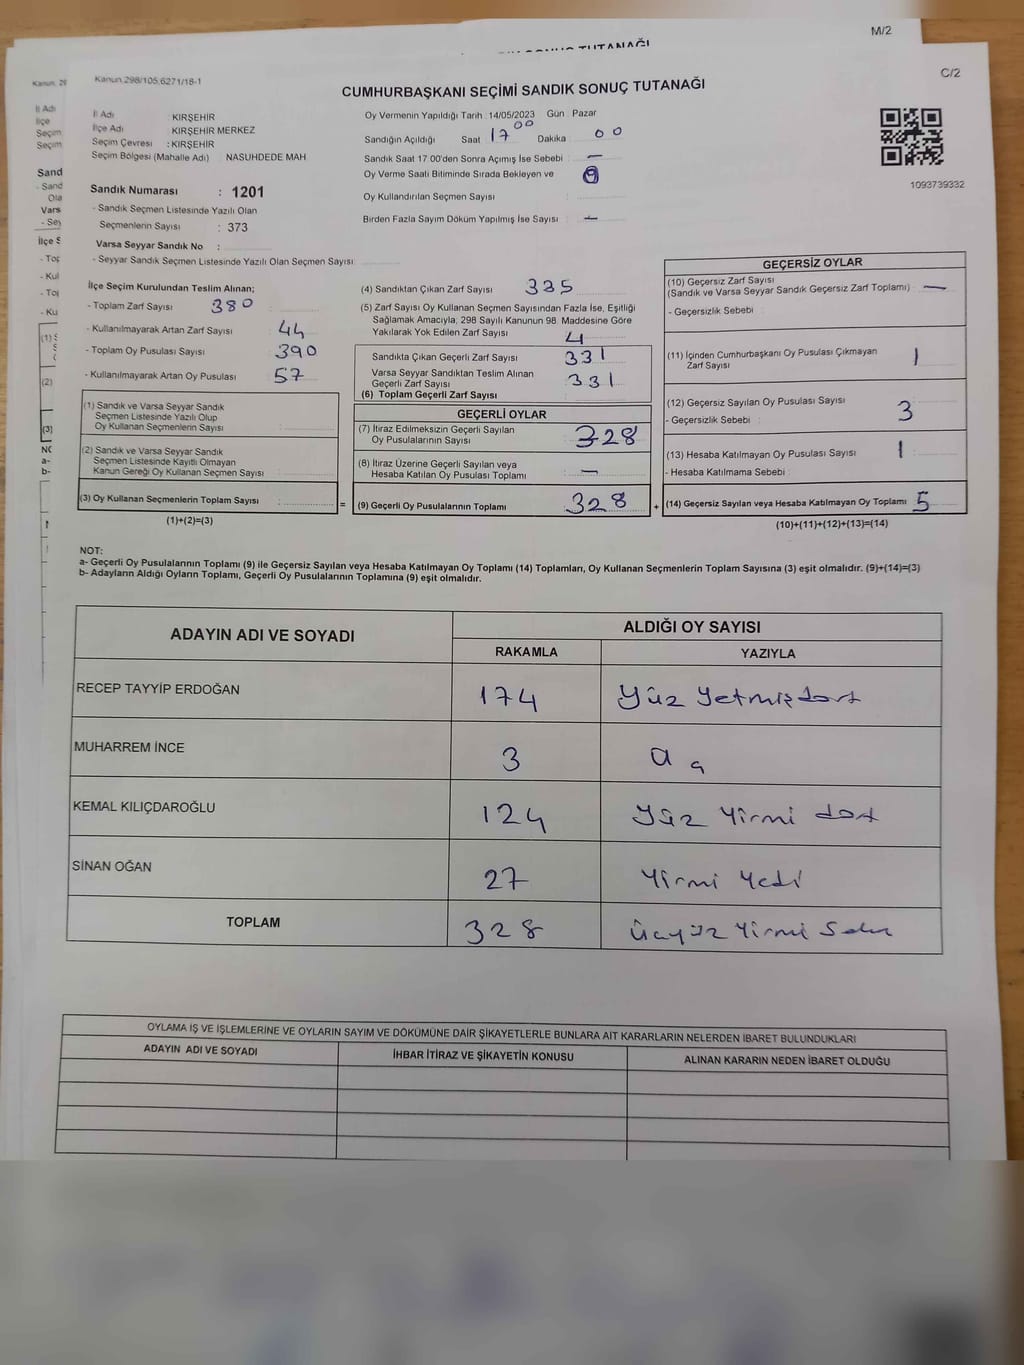 M/2
Kanun.298/105,6271/18-1
C/2
CUMHURBAŞKANI SEÇİMİ SANDIK SONUÇ TUTANAĞI
İl Adı : KIRŞEHİR
İlçe Adı : KIRŞEHİR MERKEZ
Seçim Çevresi : KIRŞEHİR
Seçim Bölgesi (Mahalle Adı) : NASUHDEDE MAH
Sandık Numarası : 1201
- Sandık Seçmen Listesinde Yazılı Olan
Seçmenlerin Sayısı : 373
Varsa Seyyar Sandık No :
- Seyyar Sandık Seçmen Listesinde Yazılı Olan Seçmen Sayısı:
Oy Vermenin Yapıldığı Tarih :14/05/2023 Gün : Pazar
Sandığın Açıldığı Saat 17 00 Dakika : 00
Sandık Saat 17.00'den Sonra Açımış İse Sebebi : —
Oy Verme Saati Bitiminde Sırada Bekleyen ve
Oy Kullandırılan Seçmen Sayısı :
Birden Fazla Sayım Döküm Yapılmış İse Sayısı : —
1093739332
İlçe Seçim Kurulundan Teslim Alınan;
- Toplam Zarf Sayısı : 380
- Kullanılmayarak Artan Zarf Sayısı : 44
- Toplam Oy Pusulası Sayısı : 390
- Kullanılmayarak Artan Oy Pusulası : 57
(1) Sandık ve Varsa Seyyar Sandık
Seçmen Listesinde Yazılı Olup
Oy Kullanan Seçmenlerin Sayısı :
(2) Sandık ve Varsa Seyyar Sandık
Seçmen Listesinde Kayıtlı Olmayan
Kanun Gereği Oy Kullanan Seçmen Sayısı :
(3) Oy Kullanan Seçmenlerin Toplam Sayısı :
=
(1)+(2)=(3)
(4) Sandıktan Çıkan Zarf Sayısı : 335
(5) Zarf Sayısı Oy Kullanan Seçmen Sayısından Fazla İse, Eşitliği
Sağlamak Amacıyla, 298 Sayılı Kanunun 98. Maddesine Göre
Yakılarak Yok Edilen Zarf Sayısı : 4
Sandıkta Çıkan Geçerli Zarf Sayısı : 331
Varsa Seyyar Sandıktan Teslim Alınan
Geçerli Zarf Sayısı : 331
(6) Toplam Geçerli Zarf Sayısı :
GEÇERLİ OYLAR
(7) İtiraz Edilmeksizin Geçerli Sayılan
Oy Pusulalarının Sayısı : 328
(8) İtiraz Üzerine Geçerli Sayılan veya
Hesaba Katılan Oy Pusulası Toplamı : —
(9) Geçerli Oy Pusulalarının Toplamı : 328
+
GEÇERSİZ OYLAR
(10) Geçersiz Zarf Sayısı
(Sandık ve Varsa Seyyar Sandık Geçersiz Zarf Toplamı) : —
- Geçersizlik Sebebi :
(11) İçinden Cumhurbaşkanı Oy Pusulası Çıkmayan
Zarf Sayısı : 1
(12) Geçersiz Sayılan Oy Pusulası Sayısı : 3
- Geçersizlik Sebebi :
(13) Hesaba Katılmayan Oy Pusulası Sayısı : 1
- Hesaba Katılmama Sebebi :
(14) Geçersiz Sayılan veya Hesaba Katılmayan Oy Toplamı : 5
(10)+(11)+(12)+(13)=(14)
NOT:
a- Geçerli Oy Pusulalarının Toplamı (9) ile Geçersiz Sayılan veya Hesaba Katılmayan Oy Toplamı (14) Toplamları, Oy Kullanan Seçmenlerin Toplam Sayısına (3) eşit olmalıdır. (9)+(14)=(3)
b- Adayların Aldığı Oyların Toplamı, Geçerli Oy Pusulalarının Toplamına (9) eşit olmalıdır.
ADAYIN ADI VE SOYADI ALDIĞI OY SAYISI
RAKAMLA YAZIYLA
RECEP TAYYİP ERDOĞAN 174 Yüz Yetmiş dört
MUHARREM İNCE 3 Üç
KEMAL KILIÇDAROĞLU 124 Yüz Yirmi dört
SİNAN OĞAN 27 Yirmi Yedi
TOPLAM 328 Üçyüz Yirmi Sekiz
OYLAMA İŞ VE İŞLEMLERİNE VE OYLARIN SAYIM VE DÖKÜMÜNE DAİR ŞİKAYETLERLE BUNLARA AİT KARARLARIN NELERDEN İBARET BULUNDUKLARI
ADAYIN ADI VE SOYADI İHBAR İTİRAZ VE ŞİKAYETİN KONUSU ALINAN KARARIN NEDEN İBARET OLDUĞU